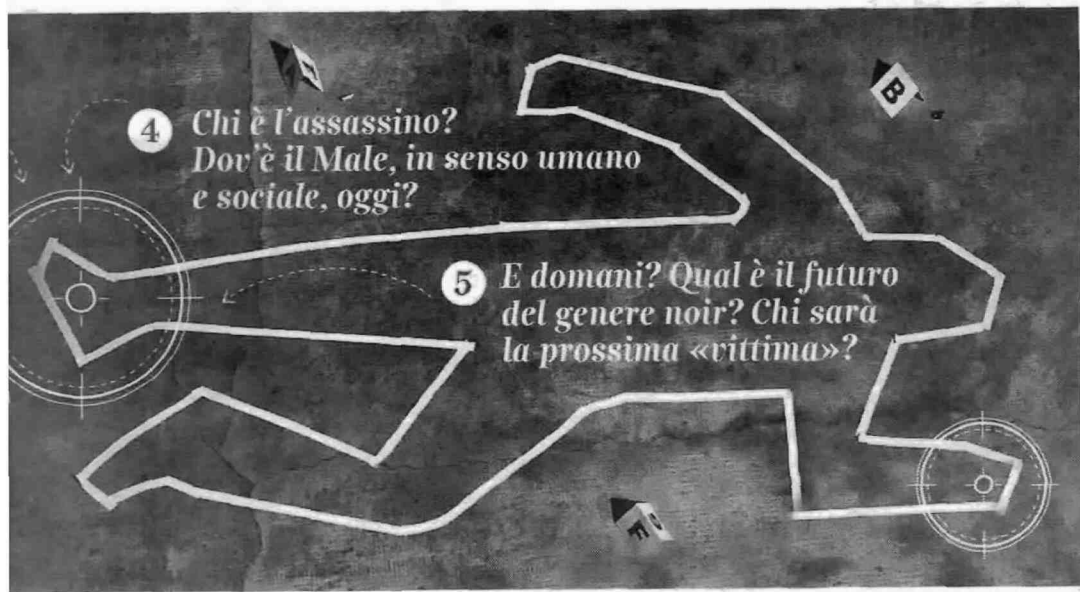 4 Chi è l'assassino?
Dov'è il Male, in senso umano
e sociale, oggi?
5 E domani? Qual è il futuro
del genere noir? Chi sarà
la prossima «vittima»?
B
F